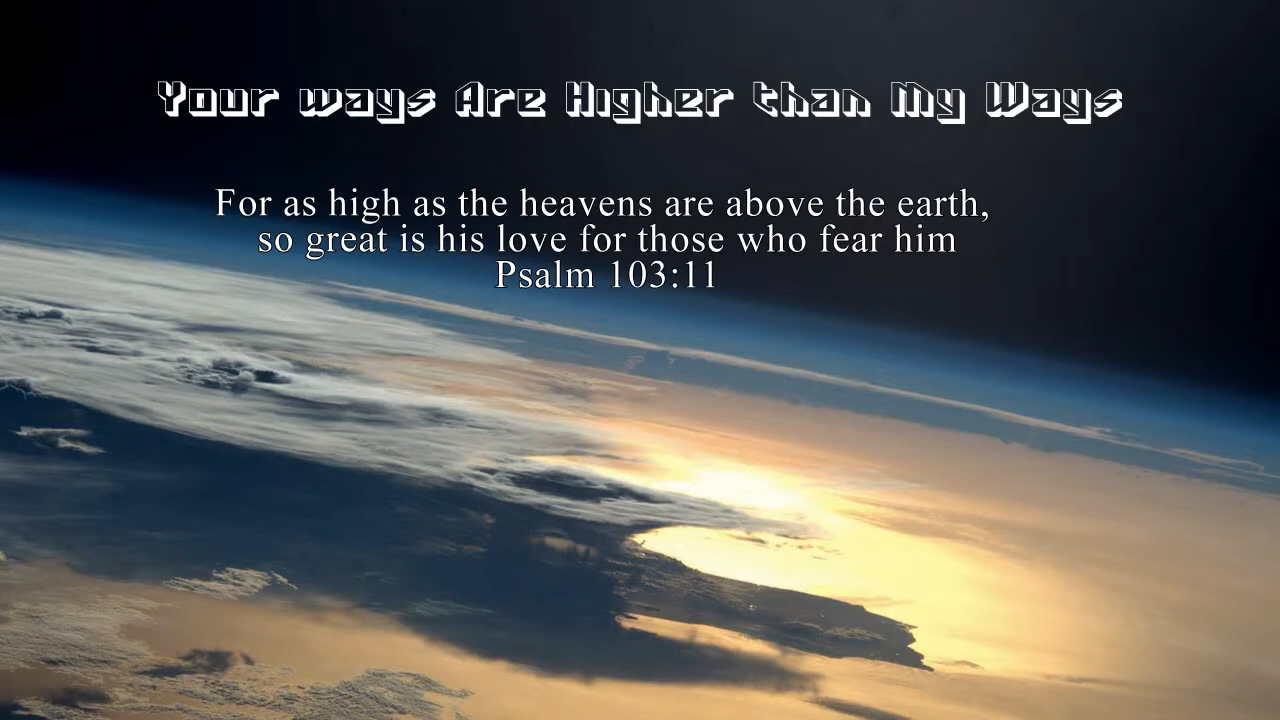 Your ways Are Higher than My Ways
For as high as the heavens are above the earth,
so great is his love for those who fear him
Psalm 103:11